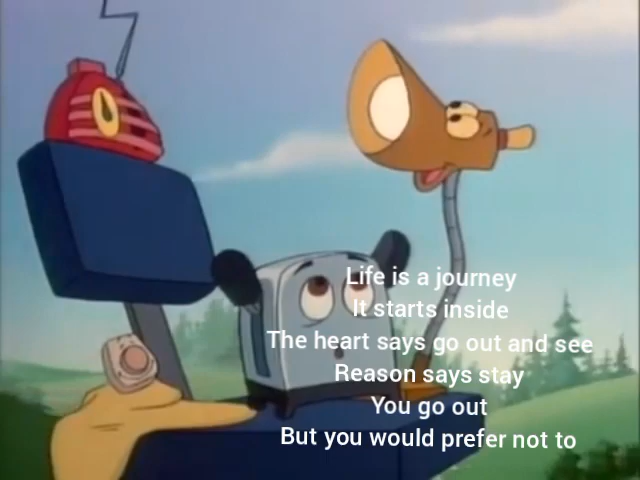 Life is a journey
It starts inside
The heart says go out and see
Reason says stay
You go out
But you would prefer not to